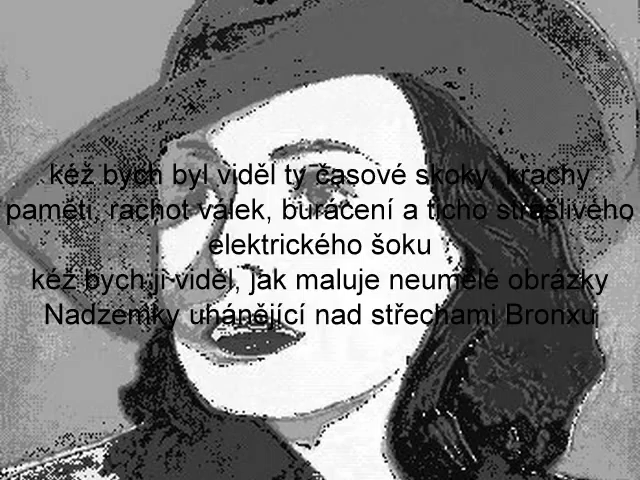 kéž bych byl viděl ty časové skoky, krachy
paměti, rachot válek, burácení a ticho strašlivého
elektrického šoku
kéž bych ji viděl, jak maluje neumělé obrázky
Nadzemky uhánějící nad střechami Bronxu